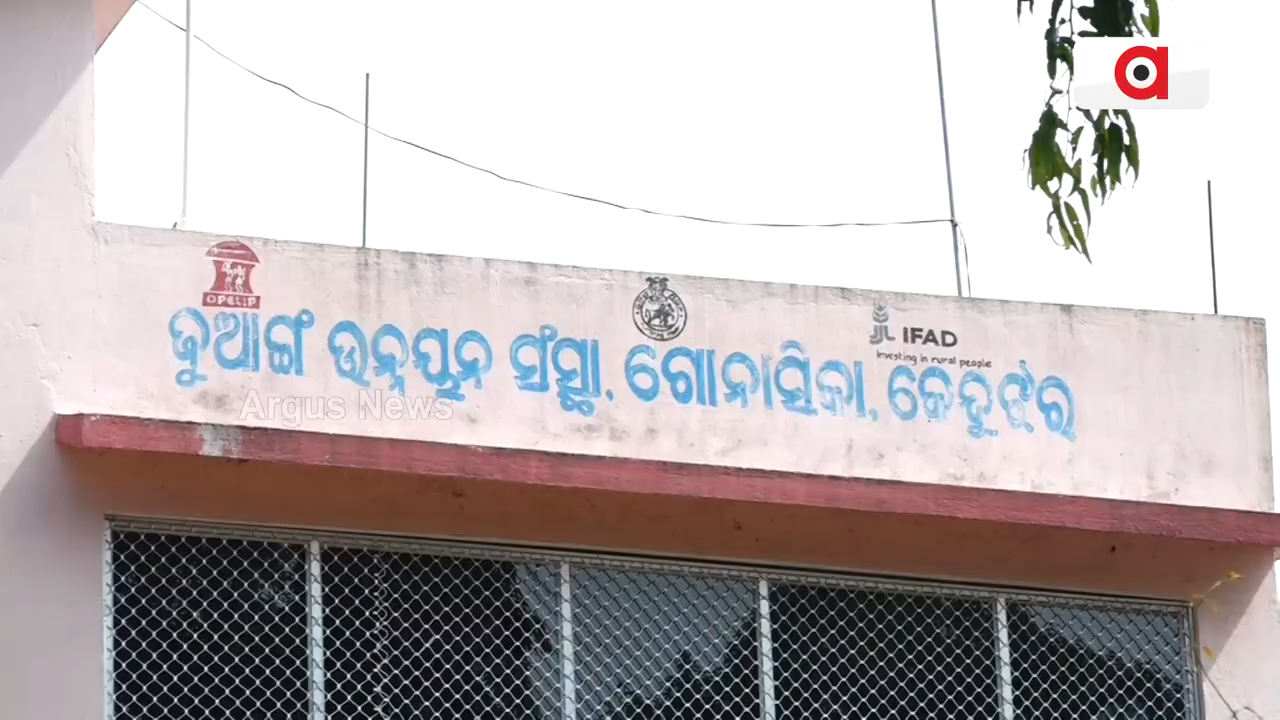 OPELIP
IFAD
Investing in rural people
ଜୁଆଙ୍ଗ ଉନ୍ନୟନ ସଂସ୍ଥା, ଗୋନାସିକା, କେନ୍ଦୁଝର
Argus News
a